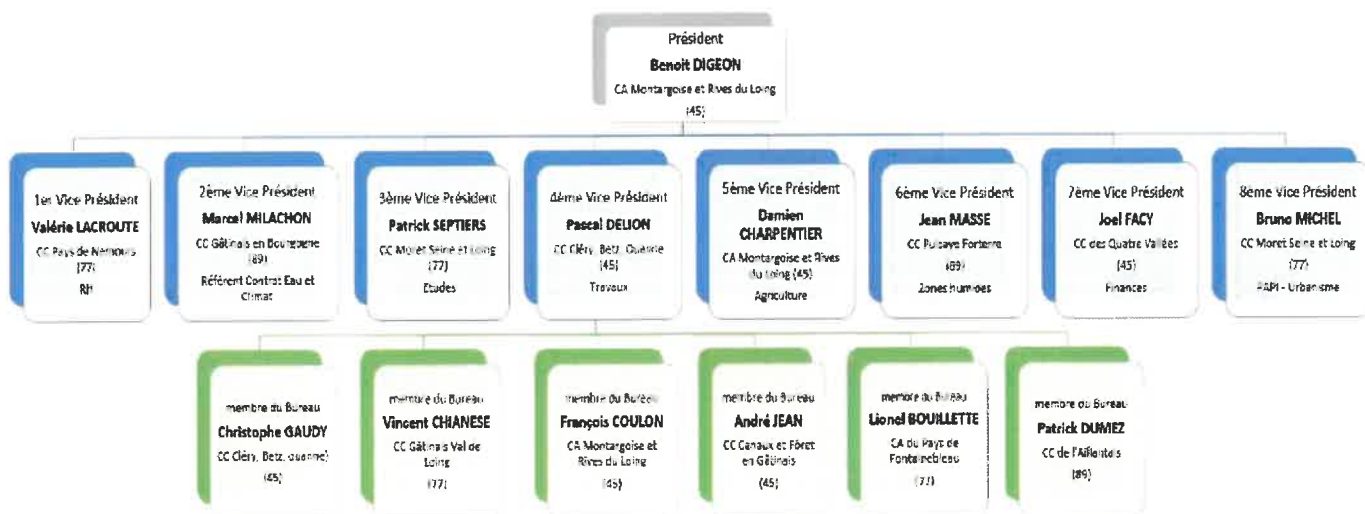 Président
Benoit DIGEON
CA Montargoise et Rives du Loing
(45)
1er Vice Président
Valérie LACROUTE
CC Pays de Nemours
(77)
RH
2ème Vice Président
Marcel MILACHON
CC Gâtinais en Bourgogne
(89)
Référent Contrat Eau et
Climat
3ème Vice Président
Patrick SEPTIERS
CC Moret Seine et Loing
(77)
Etudes
4ème Vice Président
Pascal DELION
CC Cléry, Betz, Ouanne
(45)
Travaux
5ème Vice Président
Damien
CHARPENTIER
CA Montargoise et Rives
du Loing (45)
Agriculture
6ème Vice Président
Jean MASSE
CC Puisaye Forterre
(89)
Zones humides
7ème Vice Président
Joel FACY
CC des Quatre Vallées
(45)
Finances
8ème Vice Président
Bruno MICHEL
CC Moret Seine et Loing
(77)
PAPI - Urbanisme
membre du Bureau
Christophe GAUDY
CC Cléry, Betz, ouanne)
(45)
membre du Bureau
Vincent CHIANESE
CC Gâtinais Val de
Loing
(77)
membre du Bureau
François COULON
CA Montargoise et
Rives du Loing
(45)
membre du Bureau
André JEAN
CC Canaux et Fôret
en Gâtinais
(45)
membre du Bureau
Lionel BOUILLETTE
CA du Pays de
Fontainebleau
(77)
membre du Bureau
Patrick DUMEZ
CC de l'Aillantais
(89)